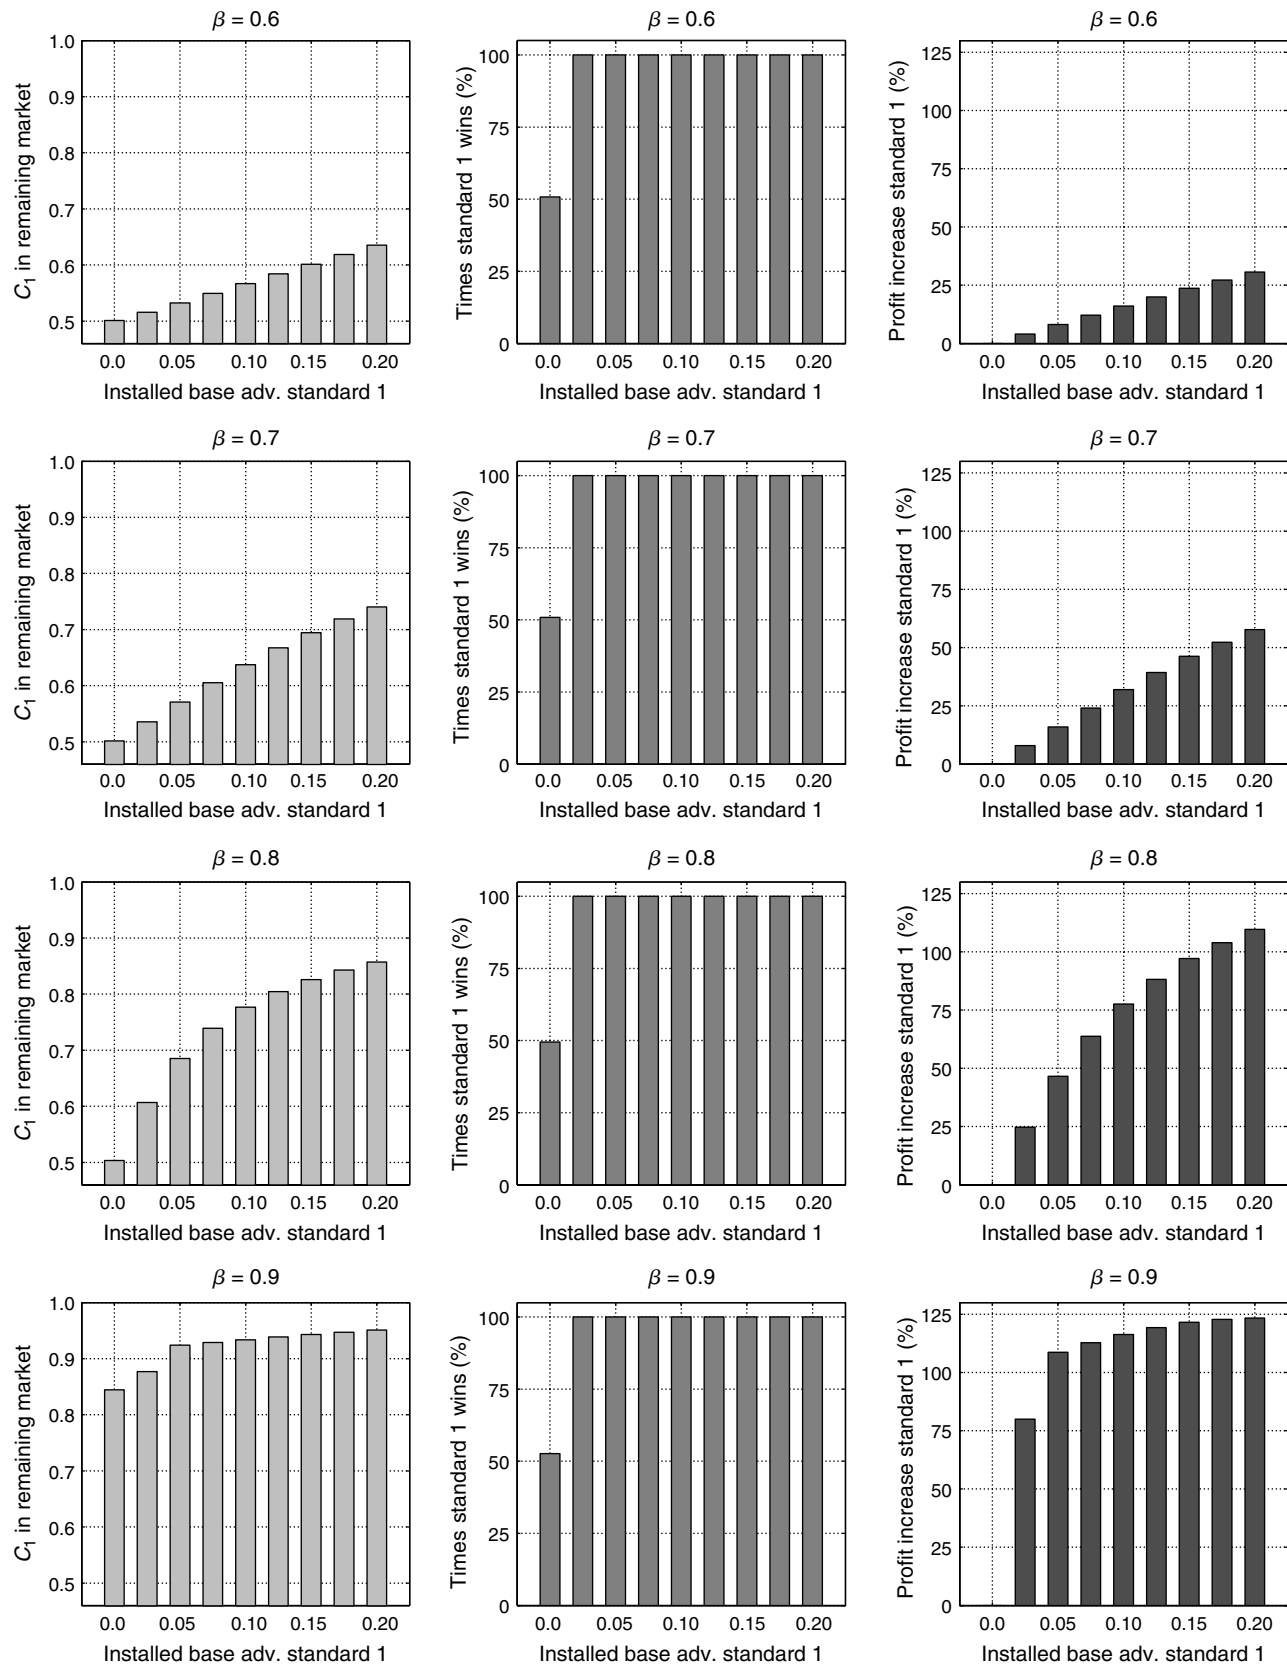 β = 0.6
C1 in remaining market
1.0
0.9
0.8
0.7
0.6
0.5
0.0 0.05 0.10 0.15 0.20
Installed base adv. standard 1
β = 0.6
Times standard 1 wins (%)
100
75
50
25
0
0.0 0.05 0.10 0.15 0.20
Installed base adv. standard 1
β = 0.6
Profit increase standard 1 (%)
125
100
75
50
25
0
0.0 0.05 0.10 0.15 0.20
Installed base adv. standard 1
β = 0.7
C1 in remaining market
1.0
0.9
0.8
0.7
0.6
0.5
0.0 0.05 0.10 0.15 0.20
Installed base adv. standard 1
β = 0.7
Times standard 1 wins (%)
100
75
50
25
0
0.0 0.05 0.10 0.15 0.20
Installed base adv. standard 1
β = 0.7
Profit increase standard 1 (%)
125
100
75
50
25
0
0.0 0.05 0.10 0.15 0.20
Installed base adv. standard 1
β = 0.8
C1 in remaining market
1.0
0.9
0.8
0.7
0.6
0.5
0.0 0.05 0.10 0.15 0.20
Installed base adv. standard 1
β = 0.8
Times standard 1 wins (%)
100
75
50
25
0
0.0 0.05 0.10 0.15 0.20
Installed base adv. standard 1
β = 0.8
Profit increase standard 1 (%)
125
100
75
50
25
0
0.0 0.05 0.10 0.15 0.20
Installed base adv. standard 1
β = 0.9
C1 in remaining market
1.0
0.9
0.8
0.7
0.6
0.5
0.0 0.05 0.10 0.15 0.20
Installed base adv. standard 1
β = 0.9
Times standard 1 wins (%)
100
75
50
25
0
0.0 0.05 0.10 0.15 0.20
Installed base adv. standard 1
β = 0.9
Profit increase standard 1 (%)
125
100
75
50
25
0
0.0 0.05 0.10 0.15 0.20
Installed base adv. standard 1